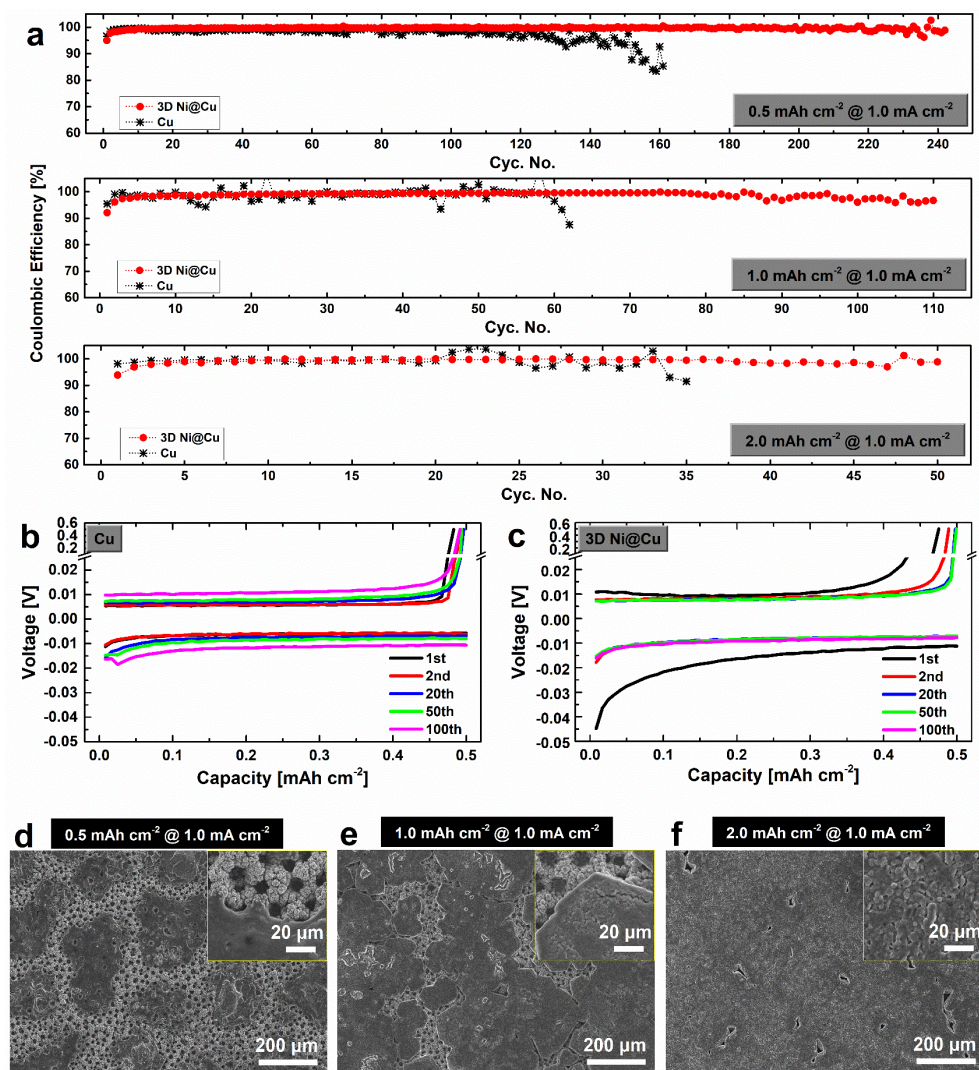 a
Coulombic Efficiency [%]
100
90
80
70
60
3D Ni@Cu
Cu
0.5 mAh cm-2 @ 1.0 mA cm-2
0 20 40 60 80 100 120 140 160 180 200 220 240
Cyc. No.
100
90
80
70
60
3D Ni@Cu
Cu
1.0 mAh cm-2 @ 1.0 mA cm-2
0 10 20 30 40 50 60 70 80 90 100 110
Cyc. No.
100
90
80
70
60
3D Ni@Cu
Cu
2.0 mAh cm-2 @ 1.0 mA cm-2
0 5 10 15 20 25 30 35 40 45 50
Cyc. No.
b
Cu
Voltage [V]
0.6
0.4
0.2
0.02
0.01
0.00
-0.01
-0.02
-0.03
-0.04
-0.05
1st
2nd
20th
50th
100th
0.0 0.1 0.2 0.3 0.4 0.5
Capacity [mAh cm-2]
c
3D Ni@Cu
Voltage [V]
0.6
0.4
0.2
0.02
0.01
0.00
-0.01
-0.02
-0.03
-0.04
-0.05
1st
2nd
20th
50th
100th
0.0 0.1 0.2 0.3 0.4 0.5
Capacity [mAh cm-2]
d
0.5 mAh cm-2 @ 1.0 mA cm-2
20 µm
200 µm
e
1.0 mAh cm-2 @ 1.0 mA cm-2
20 µm
200 µm
f
2.0 mAh cm-2 @ 1.0 mA cm-2
20 µm
200 µm